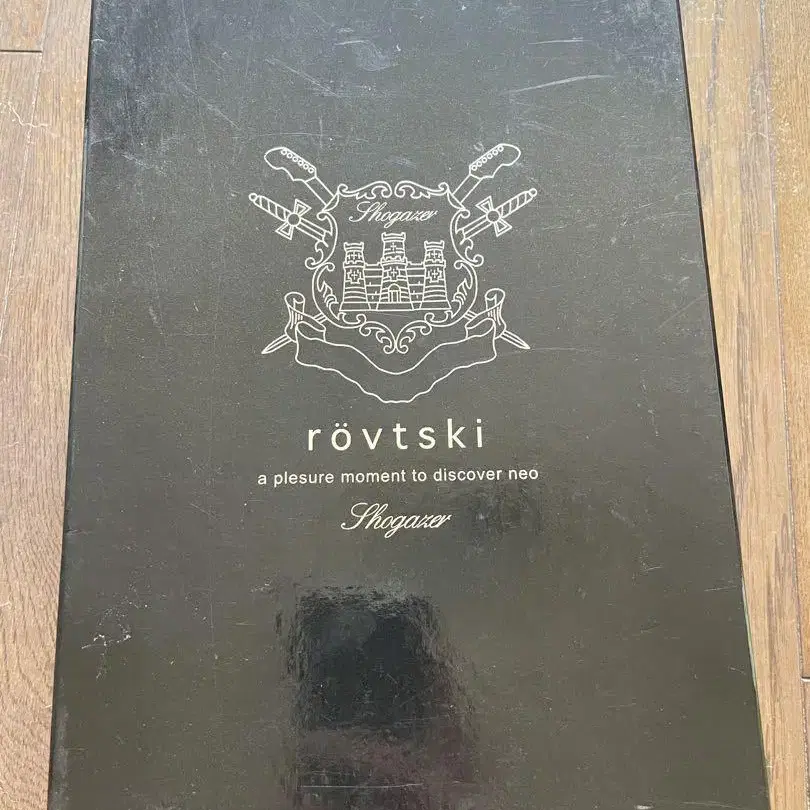 Shogazer
rövtski
a plesure moment to discover neo
Shogazer